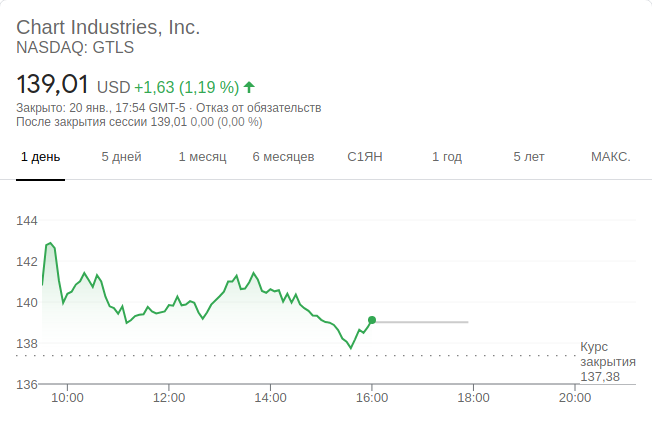 Chart Industries, Inc.
NASDAQ: GTLS
139,01 USD +1,63 (1,19 %)
Закрыто: 20 янв., 17:54 GMT-5 · Отказ от обязательств
После закрытия сессии 139,01 0,00 (0,00 %)
1 день 5 дней 1 месяц 6 месяцев С1ЯН 1 год 5 лет МАКС.
144
142
140
138
136
Курс
закрытия
137,38
10:00 12:00 14:00 16:00 18:00 20:00